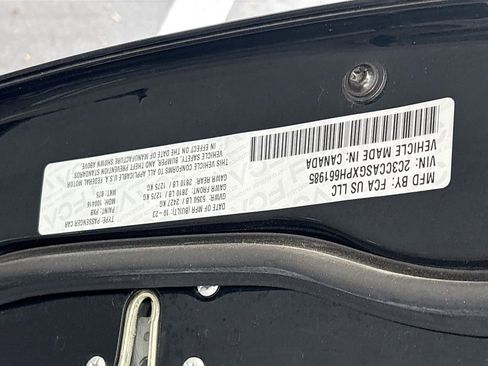 MFD BY: FCA US LLC
VIN: 2C3CCASGXPH661985
VEHICLE MADE IN: CANADA
DATE OF MFR (BUILT): 10-23
GVWR: 5350 LB / 2427 KG
GAWR FRONT: 2810 LB / 1275 KG
GAWR REAR: 2810 LB / 1275 KG
THIS VEHICLE CONFORMS TO ALL APPLICABLE U.S.A. FEDERAL MOTOR
VEHICLE SAFETY, BUMPER, AND THEFT PREVENTION STANDARDS
IN EFFECT ON THE DATE OF MANUFACTURE SHOWN ABOVE.
TYPE: PASSENGER CAR
PAINT: PX8
MDH: 100416